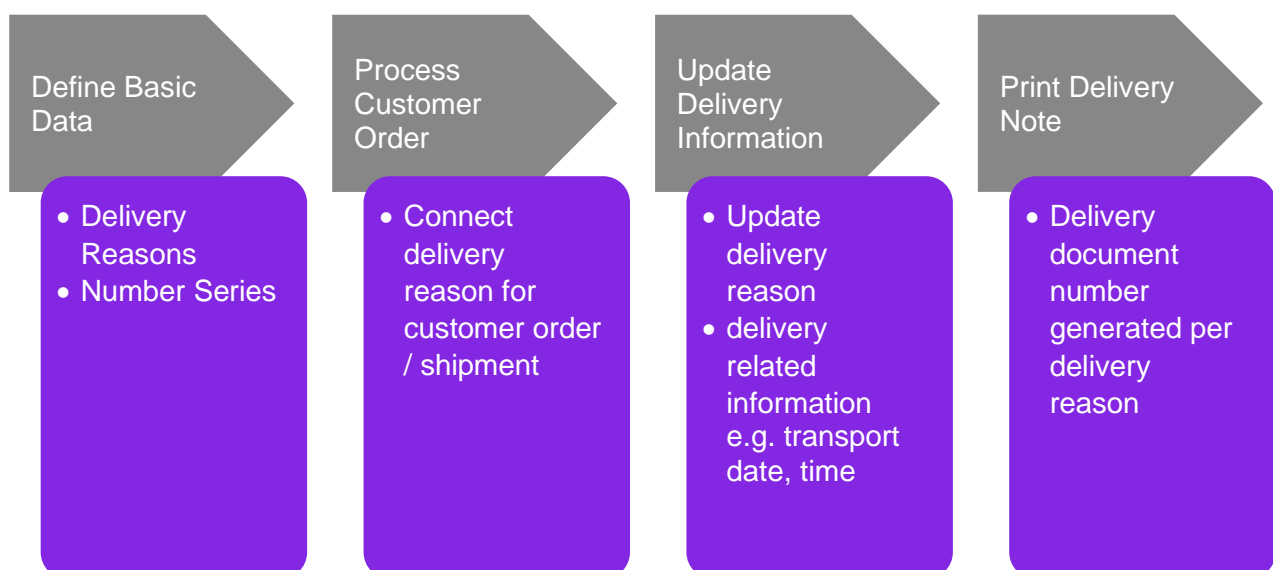 Define Basic
Data
• Delivery
Reasons
• Number Series
Process
Customer
Order
• Connect
delivery
reason for
customer order
/ shipment
Update
Delivery
Information
• Update
delivery
reason
• delivery
related
information
e.g. transport
date, time
Print Delivery
Note
• Delivery
document
number
generated per
delivery
reason